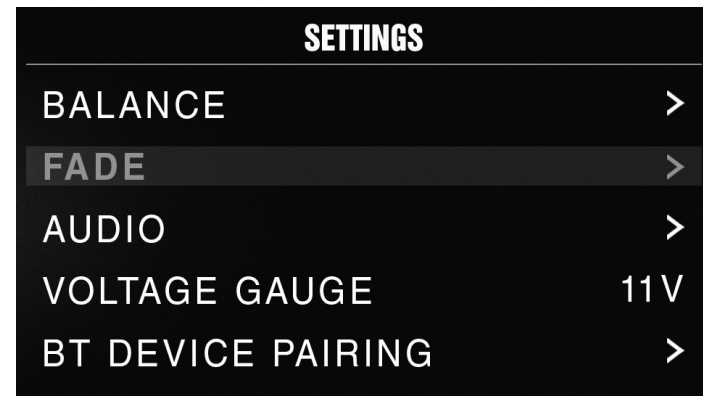 SETTINGS
BALANCE >
FADE >
AUDIO >
VOLTAGE GAUGE 11V
BT DEVICE PAIRING >